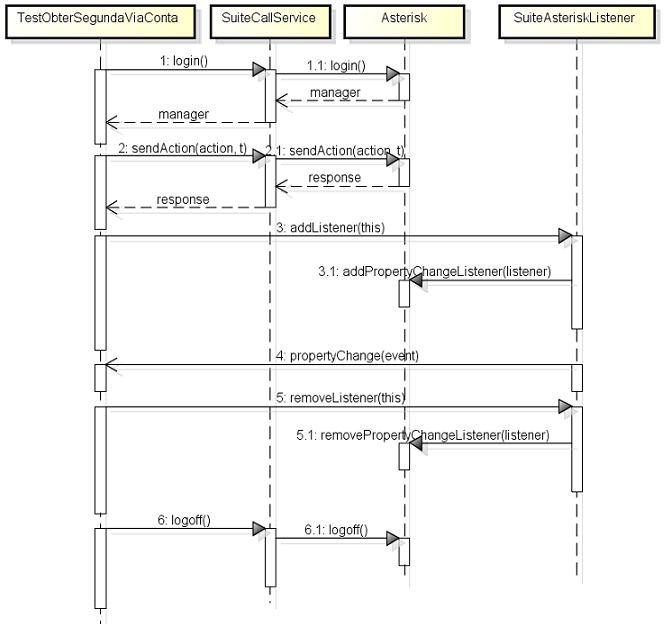 TestObterSegundaViaConta
SuiteCallService
Asterisk
SuiteAsteriskListener
1: login()
1.1: login()
manager
manager
2: sendAction(action, t)
2.1: sendAction(action, t)
response
response
3: addListener(this)
3.1: addPropertyChangeListener(listener)
4: propertyChange(event)
5: removeListener(this)
5.1: removePropertyChangeListener(listener)
6: logoff()
6.1: logoff()